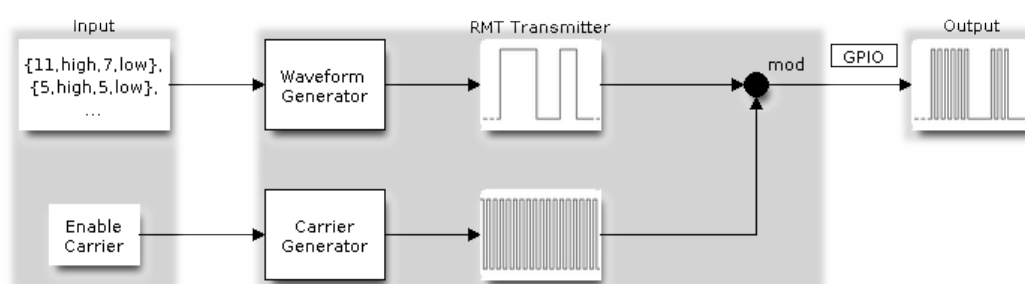 Input
RMT Transmitter
Output
{11,high,7,low},
{5,high,5,low},
...
Waveform
Generator
mod
GPIO
Enable
Carrier
Carrier
Generator